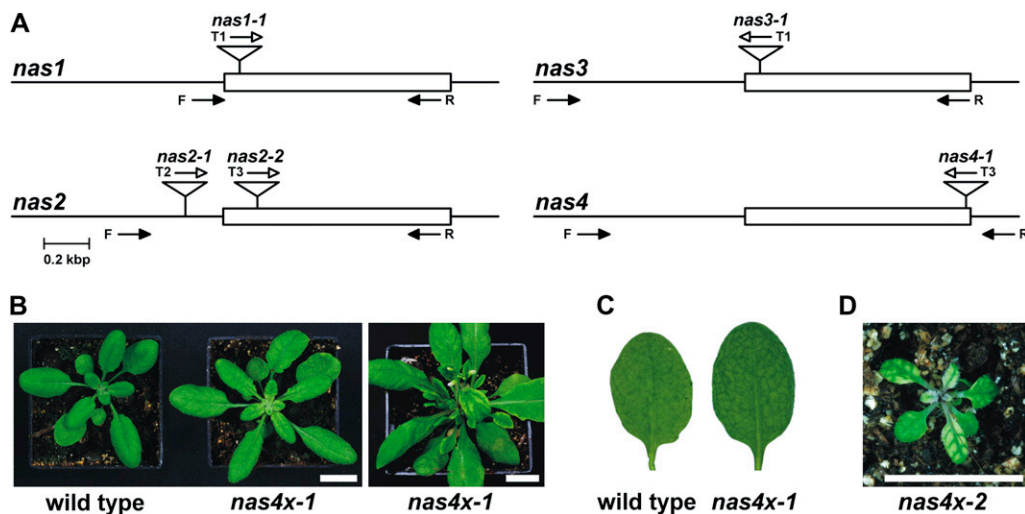 A
nas1-1
T1
nas1
F
R
nas3-1
T1
nas3
F
R
nas2-1
T2
nas2-2
T3
nas2
F
R
0.2 kbp
nas4-1
T3
nas4
F
R
B
wild type
nas4x-1
nas4x-1
C
wild type
nas4x-1
D
nas4x-2